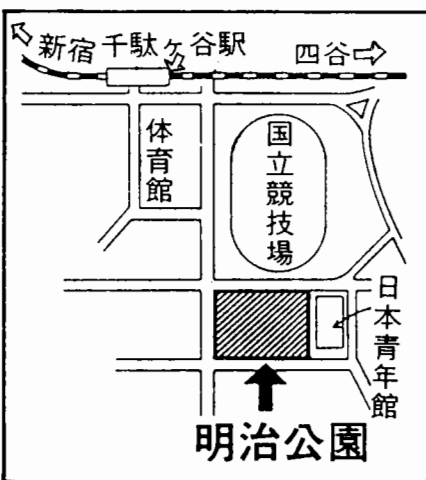 新宿
千駄ヶ谷駅
四谷
体育館
国立競技場
日本青年館
明治公園